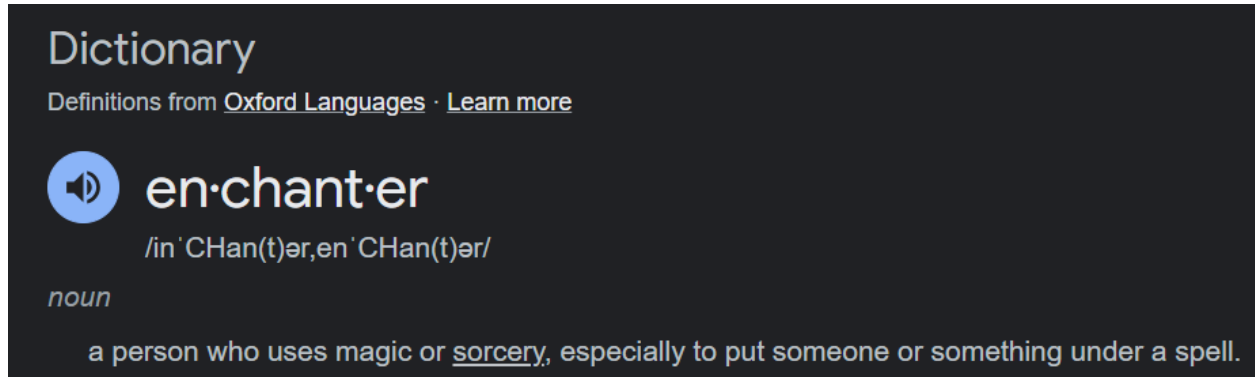 Dictionary
Definitions from Oxford Languages · Learn more
en·chant·er
/inˈCHan(t)ər,enˈCHan(t)ər/
noun
a person who uses magic or sorcery, especially to put someone or something under a spell.